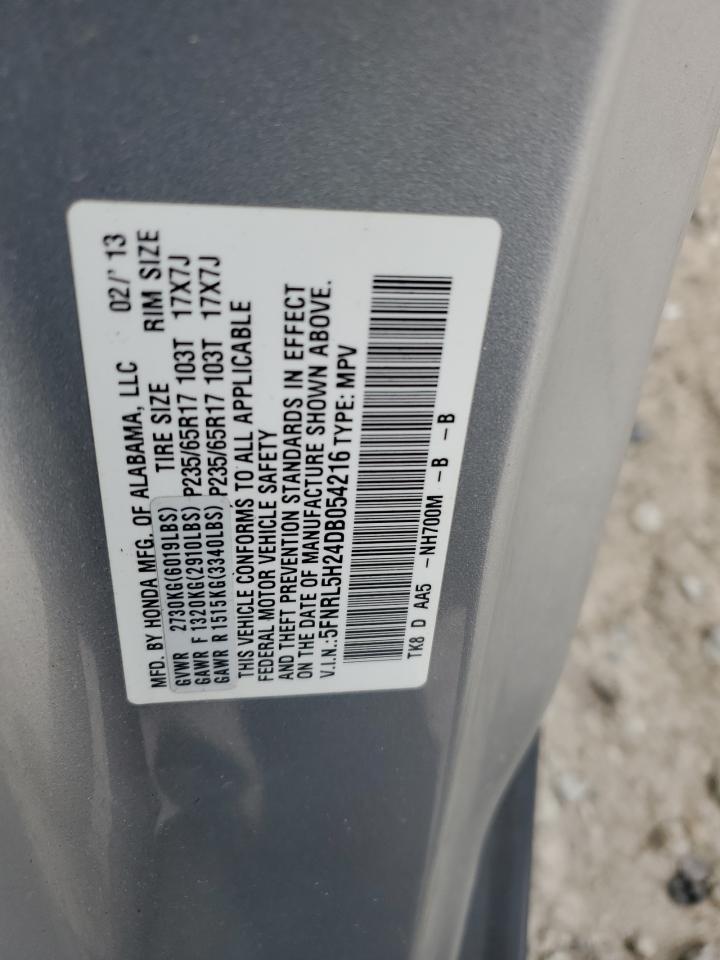 MFD. BY HONDA MFG. OF ALABAMA, LLC 02/'13
TIRE SIZE RIM SIZE
GVWR 2730KG(6019LBS)
GAWR F 1320KG(2910LBS) P235/65R17 103T 17X7J
GAWR R 1515KG(3340LBS) P235/65R17 103T 17X7J
THIS VEHICLE CONFORMS TO ALL APPLICABLE
FEDERAL MOTOR VEHICLE SAFETY
AND THEFT PREVENTION STANDARDS IN EFFECT
ON THE DATE OF MANUFACTURE SHOWN ABOVE.
V.I.N.:5FNRL5H24DB054216 TYPE: MPV
TK8 D AA5 -NH700M -B -B